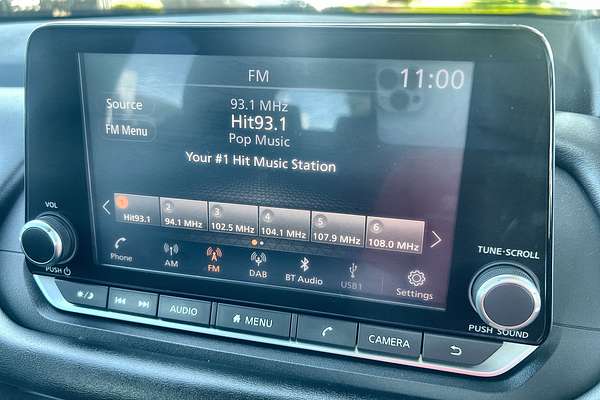 FM
11:00
Source
93.1 MHz
Hit93.1
FM Menu
Pop Music
Your #1 Hit Music Station
1
Hit93.1
2
94.1 MHz
3
102.5 MHz
4
104.1 MHz
5
107.9 MHz
6
108.0 MHz
VOL
PUSH
Phone
AM
FM
DAB
BT Audio
USB1
Settings
TUNE·SCROLL
PUSH SOUND
AUDIO
MENU
CAMERA